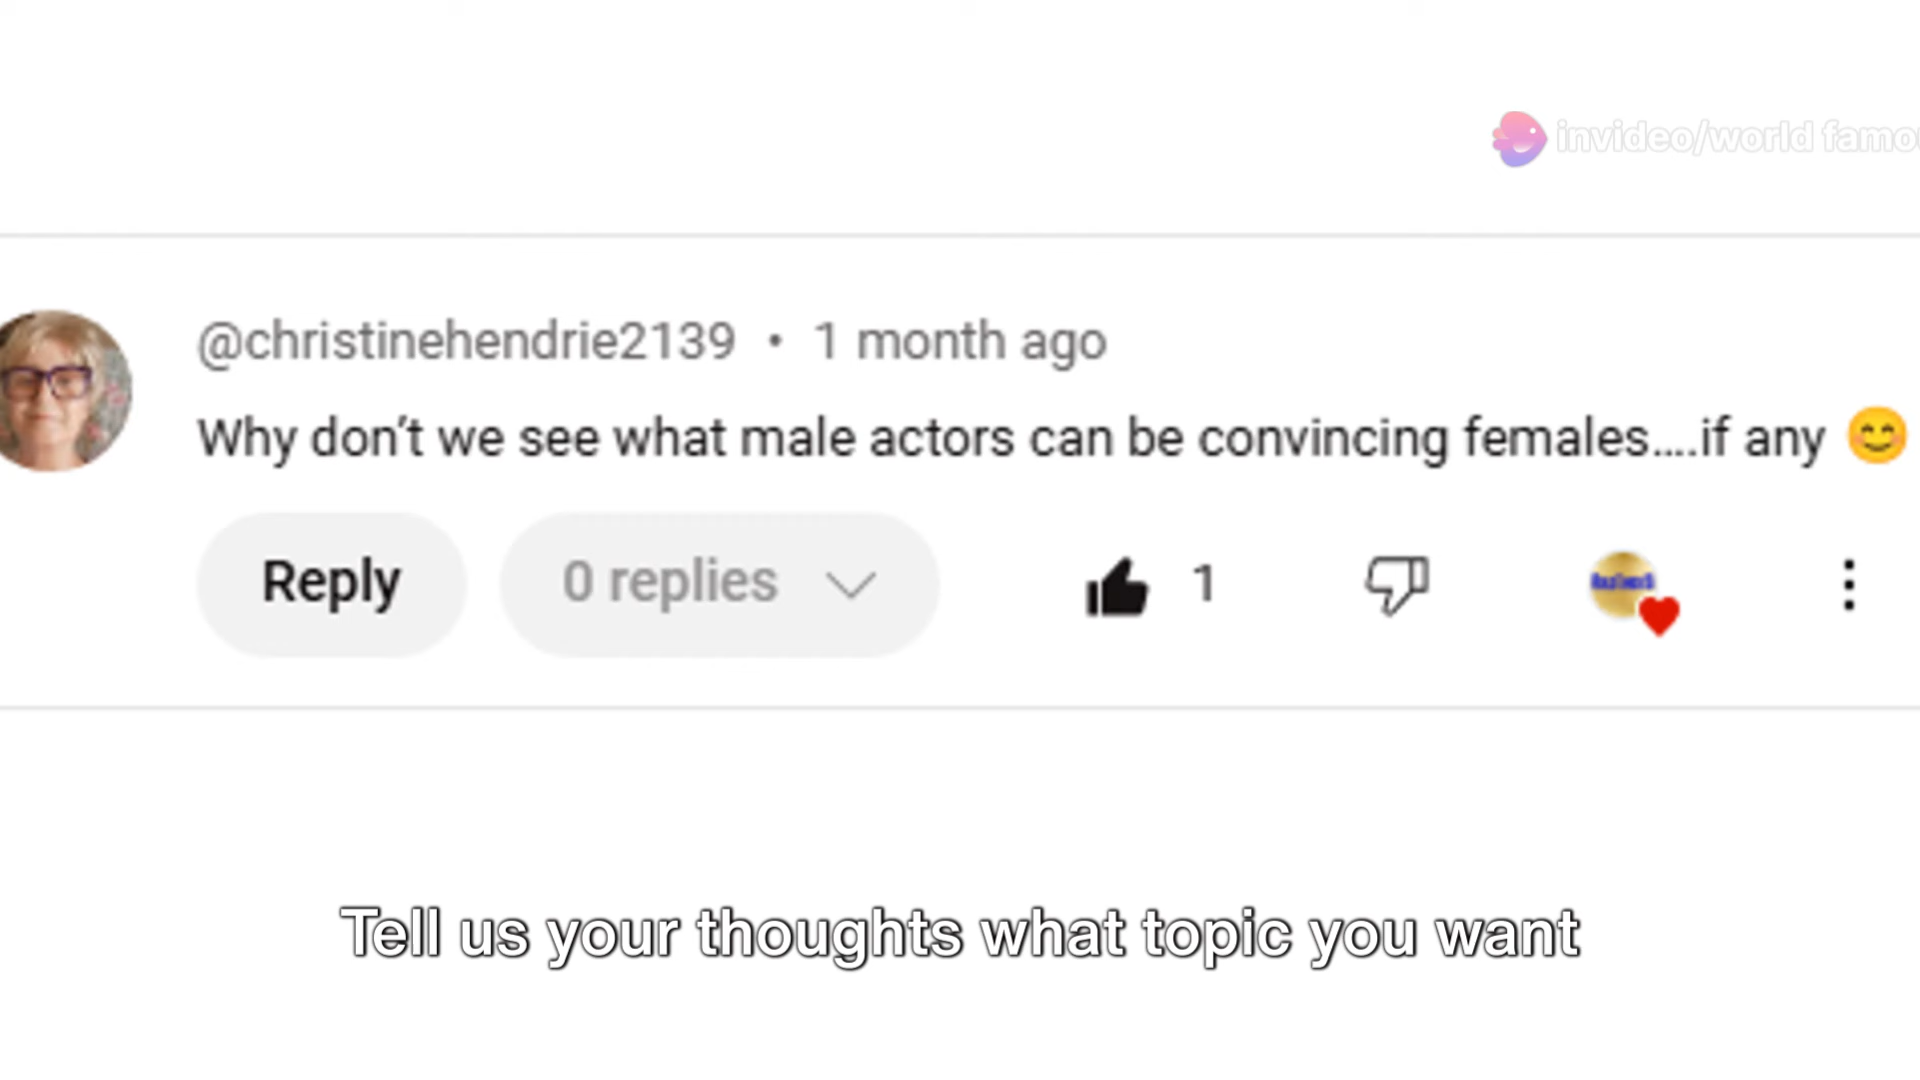 invideo/world famou
@christinehendrie2139 • 1 month ago
Why don't we see what male actors can be convincing females....if any 😊
Reply
0 replies
1
Tell us your thoughts what topic you want